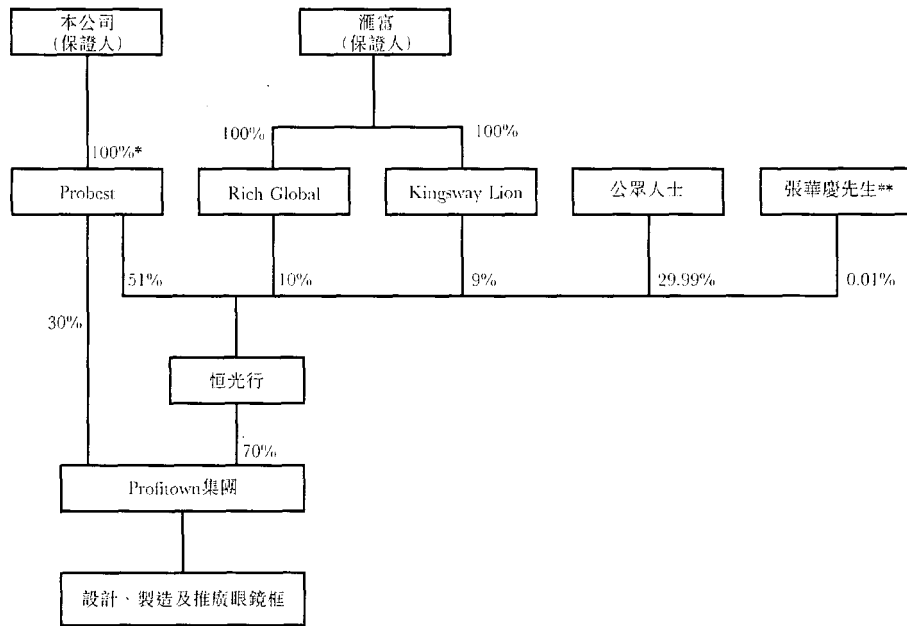 本公司
(保證人)
滙富
(保證人)
100%
100%
100%*
Probest
Rich Global
Kingsway Lion
公眾人士
張華慶先生**
51%
10%
9%
29.99%
0.01%
30%
恒光行
70%
Profitown集團
設計、製造及推廣眼鏡框